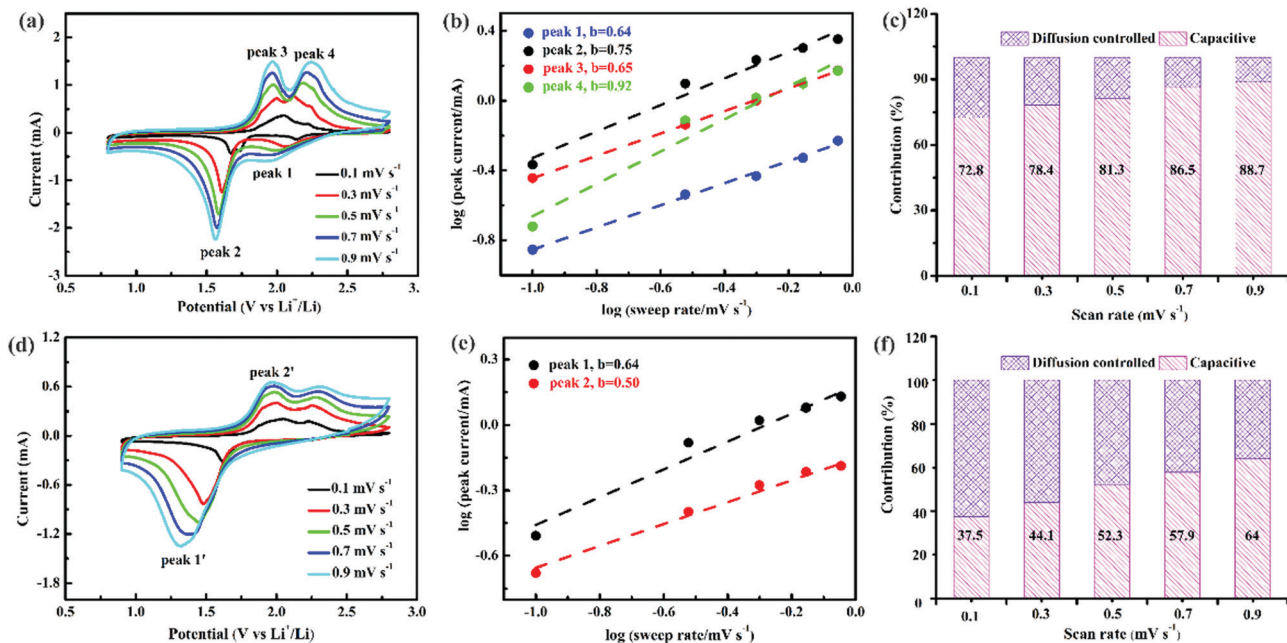 (a)
peak 3
peak 4
peak 1
peak 2
0.1 mV s⁻¹
0.3 mV s⁻¹
0.5 mV s⁻¹
0.7 mV s⁻¹
0.9 mV s⁻¹
3
2
1
0
-1
-2
-3
Current (mA)
0.5
1.0
1.5
2.0
2.5
3.0
Potential (V vs Li⁺/Li)
(b)
peak 1, b=0.64
peak 2, b=0.75
peak 3, b=0.65
peak 4, b=0.92
0.4
0.0
-0.4
-0.8
log (peak current/mA)
-1.0
-0.8
-0.6
-0.4
-0.2
0.0
log (sweep rate/mV s⁻¹)
(c)
Diffusion controlled
Capacitive
120
90
60
30
0
Contribution (%)
72.8
78.4
81.3
86.5
88.7
0.1
0.3
0.5
0.7
0.9
Scan rate (mV s⁻¹)
(d)
peak 2'
peak 1'
0.1 mV s⁻¹
0.3 mV s⁻¹
0.5 mV s⁻¹
0.7 mV s⁻¹
0.9 mV s⁻¹
1.2
0.6
0.0
-0.6
-1.2
-1.8
Current (mA)
0.5
1.0
1.5
2.0
2.5
3.
Potential (V vs Li⁺/Li)
(e)
peak 1, b=0.64
peak 2, b=0.50
0.3
0.0
-0.3
-0.6
log (peak current/mA)
-1.0
-0.8
-0.6
-0.4
-0.2
0.0
log (sweep rate/mV s⁻¹)
(f)
Diffusion controlled
Capacitive
120
100
80
60
40
20
0
Contribution (%)
37.5
44.1
52.3
57.9
64
0.1
0.3
0.5
0.7
0.9
Scan rate (mV s⁻¹)